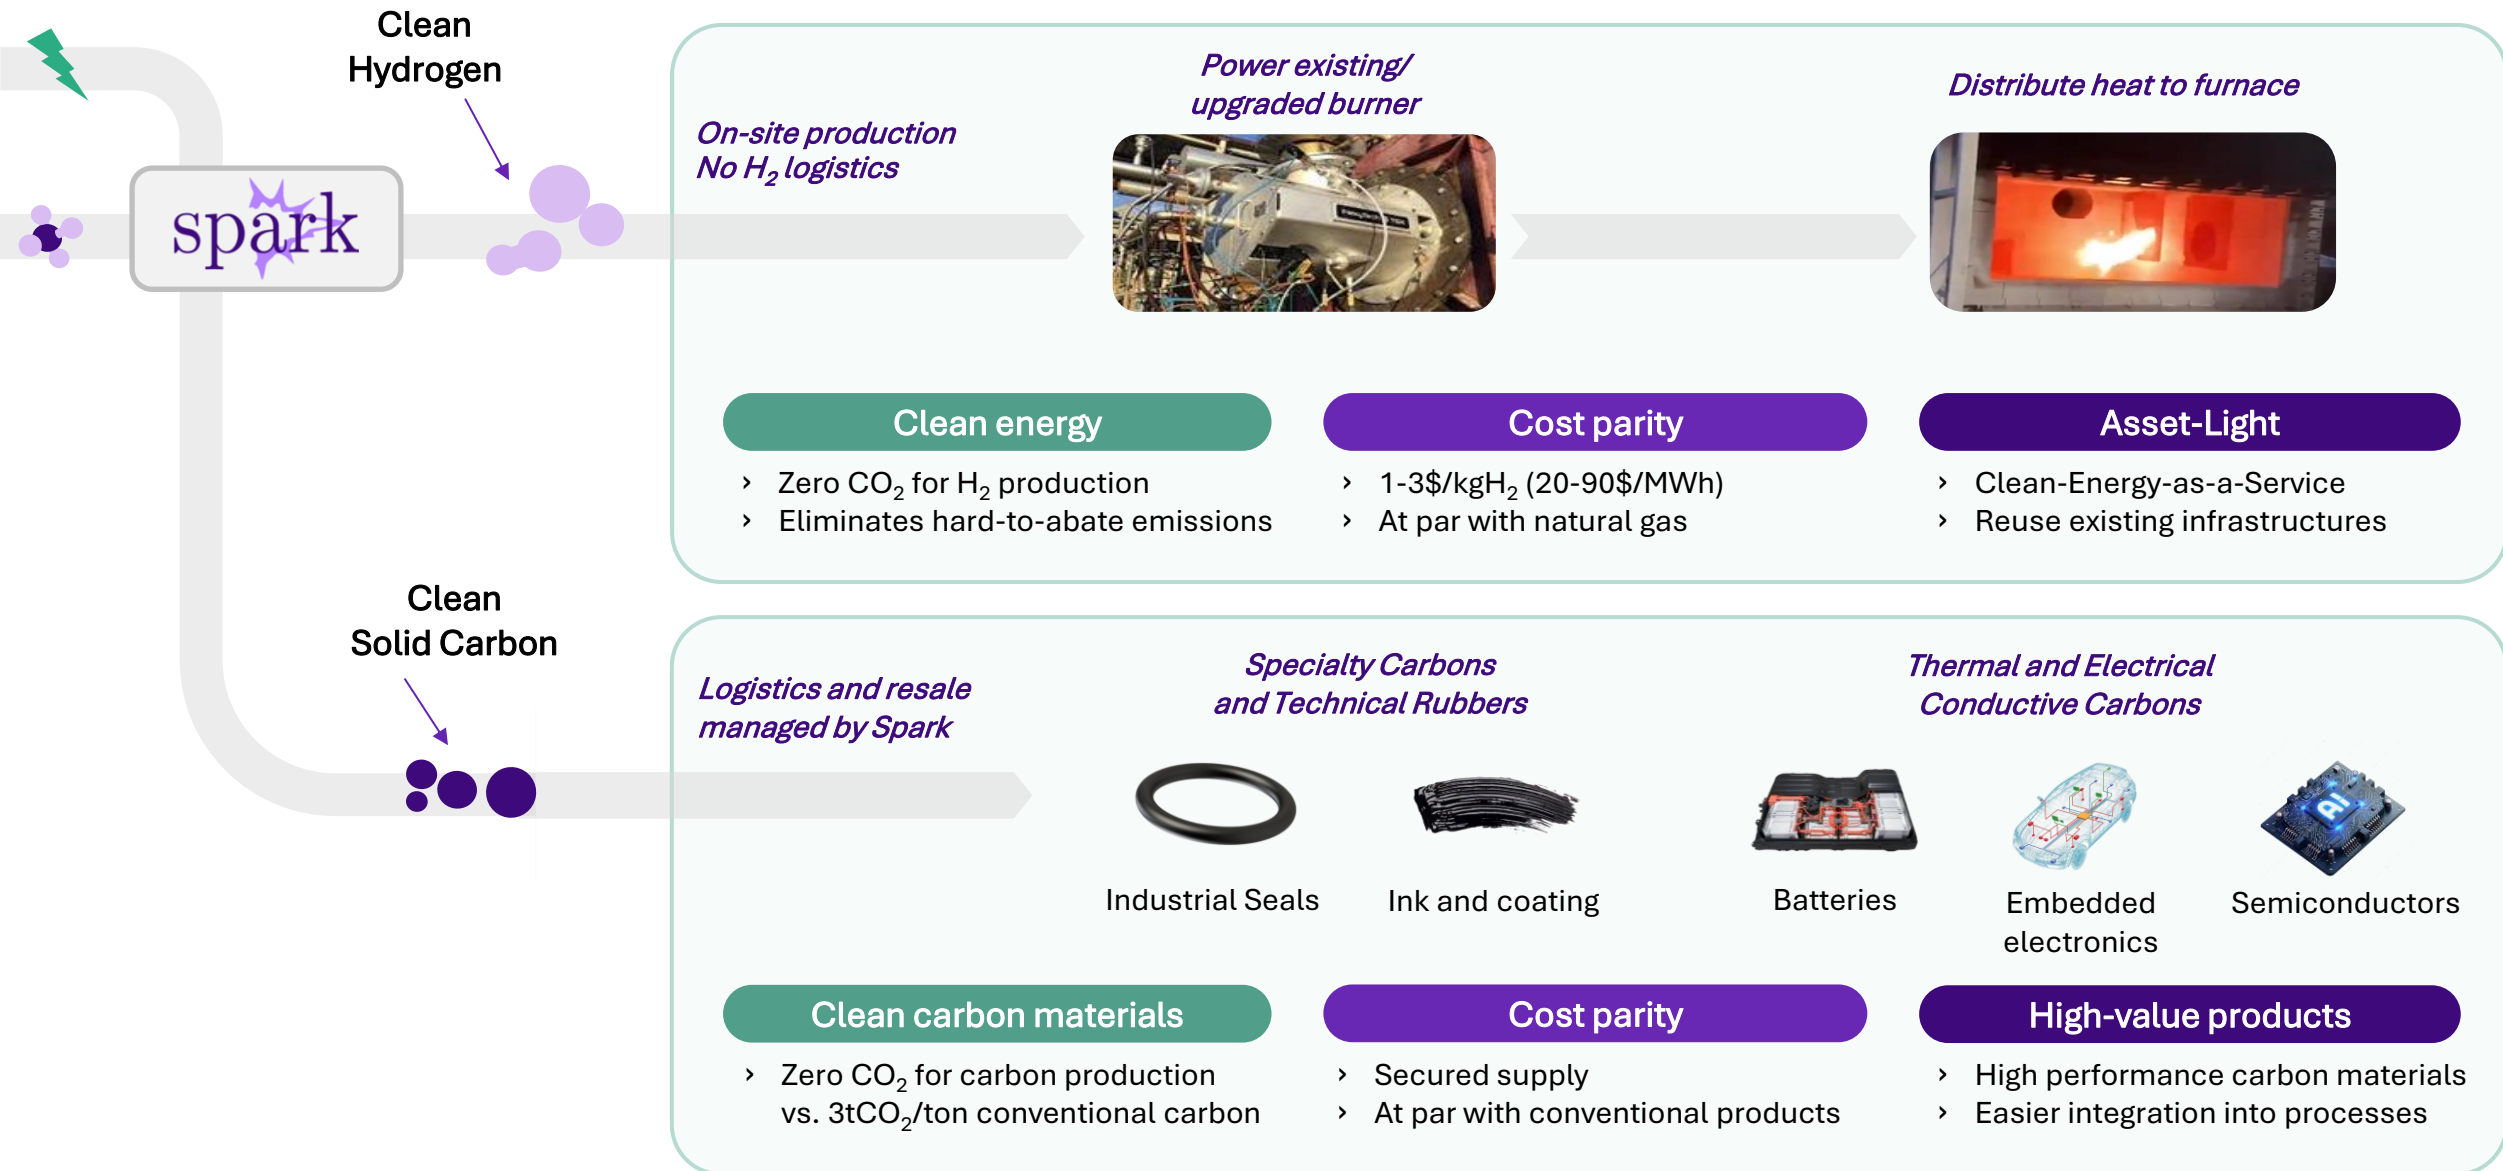 Clean
Hydrogen
spark
On-site production
No H₂ logistics
Power existing/
upgraded burner
Distribute heat to furnace
Clean energy
› Zero CO₂ for H₂ production
› Eliminates hard-to-abate emissions
Cost parity
› 1-3$/kgH₂ (20-90$/MWh)
› At par with natural gas
Asset-Light
› Clean-Energy-as-a-Service
› Reuse existing infrastructures
Clean
Solid Carbon
Logistics and resale
managed by Spark
Specialty Carbons
and Technical Rubbers
Thermal and Electrical
Conductive Carbons
Industrial Seals
Ink and coating
Batteries
Embedded
electronics
AI
Semiconductors
Clean carbon materials
› Zero CO₂ for carbon production
vs. 3tCO₂/ton conventional carbon
Cost parity
› Secured supply
› At par with conventional products
High-value products
› High performance carbon materials
› Easier integration into processes